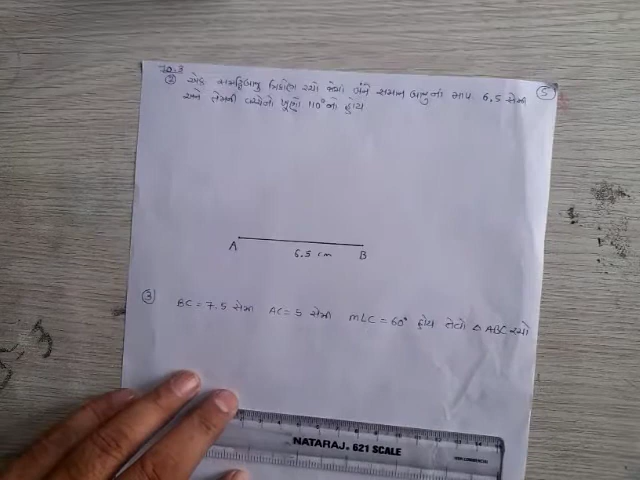 10.3
② એક સમદ્વિબાજુ ત્રિકોણ રચો જેમાં બંને સમાન બાજુના માપ 6.5 સેમી ⑤
અને તેમની વચ્ચેનો ખૂણો 110° નો હોય
A B
6.5 cm
③ BC = 7.5 સેમી AC = 5 સેમી m∠C = 60° હોય તેવો △ ABC રચો
NATARAJ. 621 SCALE